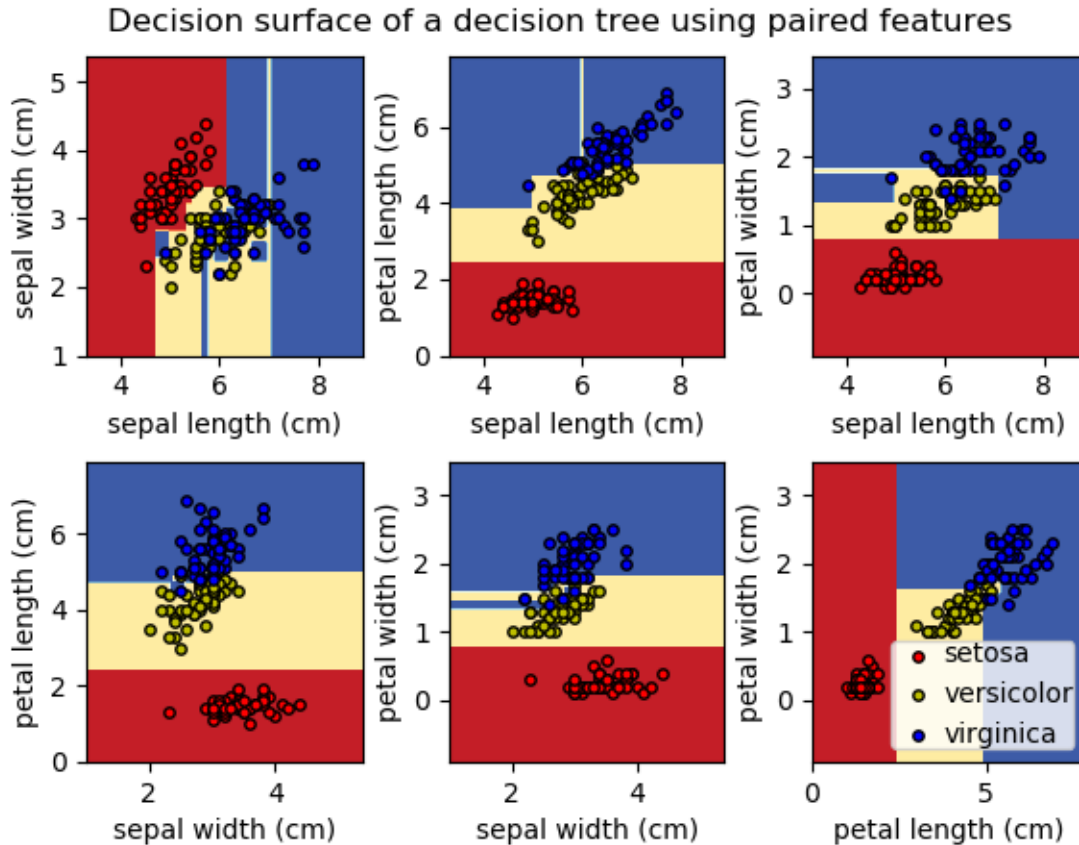 Decision surface of a decision tree using paired features
5
4
3
2
1
sepal width (cm)
4 6 8
sepal length (cm)
6
4
2
0
petal length (cm)
4 6 8
sepal length (cm)
3
2
1
0
petal width (cm)
4 6 8
sepal length (cm)
6
4
2
0
petal length (cm)
2 4
sepal width (cm)
3
2
1
0
petal width (cm)
2 4
sepal width (cm)
3
2
1
0
petal width (cm)
setosa
versicolor
virginica
0 5
petal length (cm)